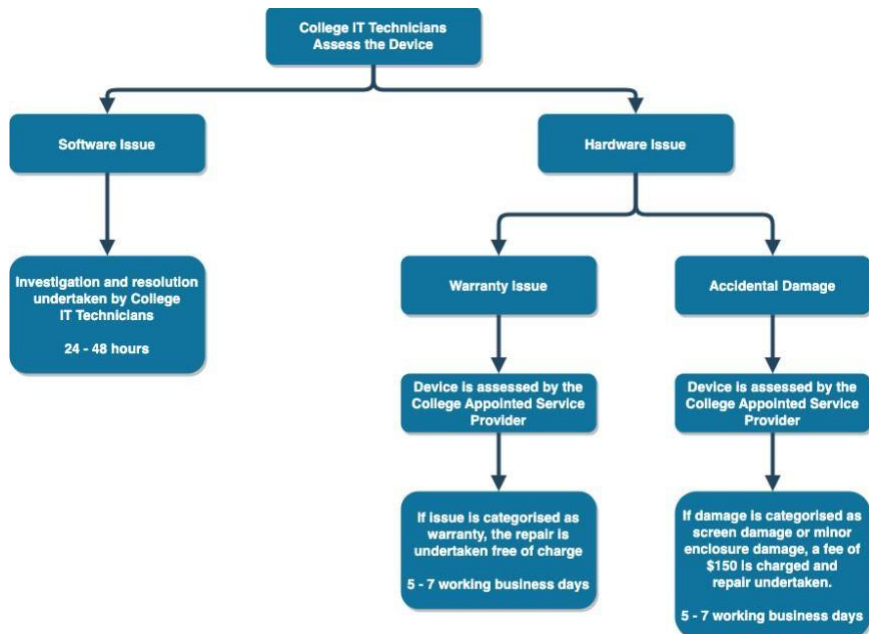 College IT Technicians
Assess the Device
Software Issue
Hardware Issue
Investigation and resolution
undertaken by College
IT Technicians
24 - 48 hours
Warranty Issue
Accidental Damage
Device is assessed by the
College Appointed Service
Provider
Device is assessed by the
College Appointed Service
Provider
If issue is categorised as
warranty, the repair is
undertaken free of charge
5 - 7 working business days
If damage is categorised as
screen damage or minor
enclosure damage, a fee of
$150 is charged and
repair undertaken.
5 - 7 working business days